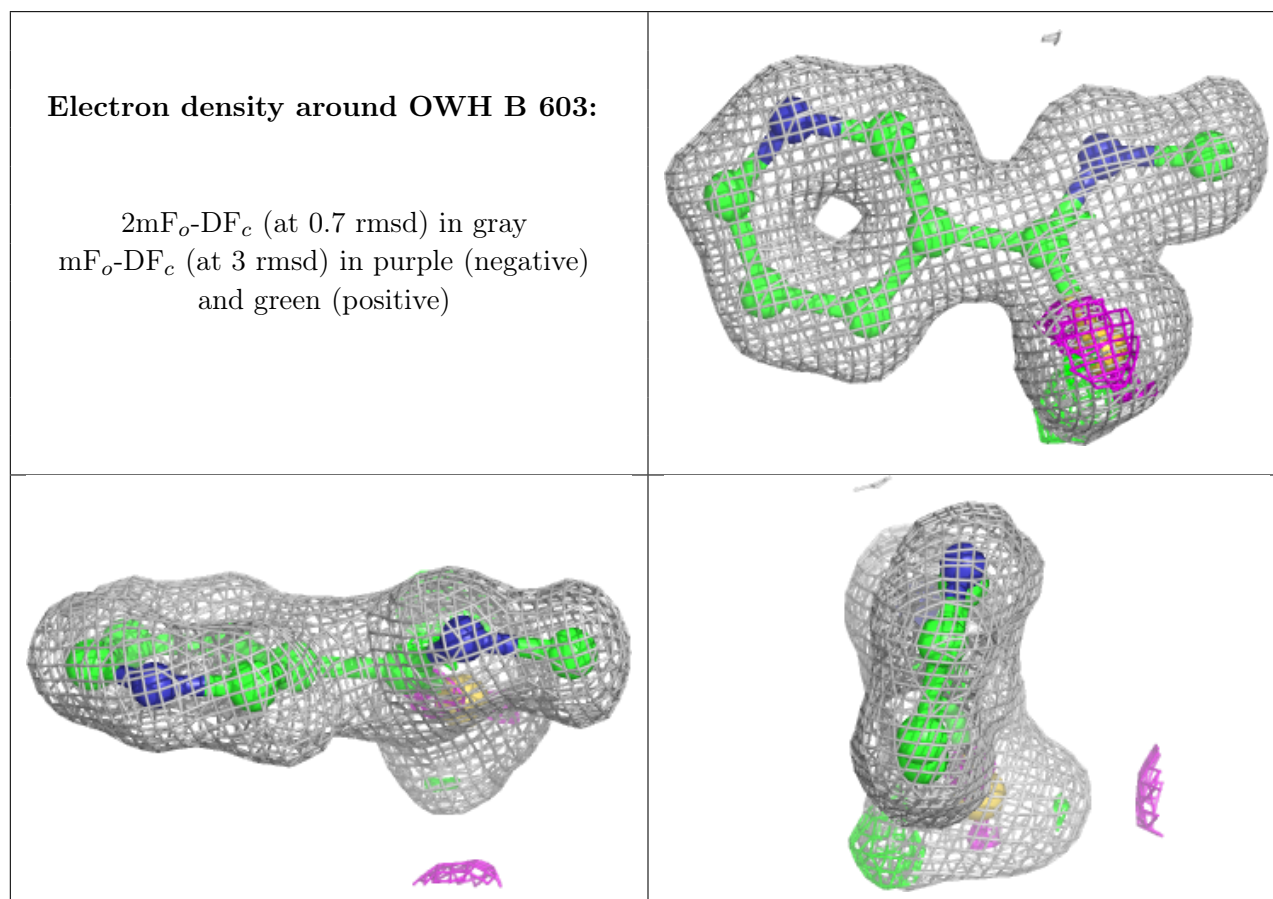 Electron density around OWH B 603:
2mFo-DFc (at 0.7 rmsd) in gray
mFo-DFc (at 3 rmsd) in purple (negative)
and green (positive)